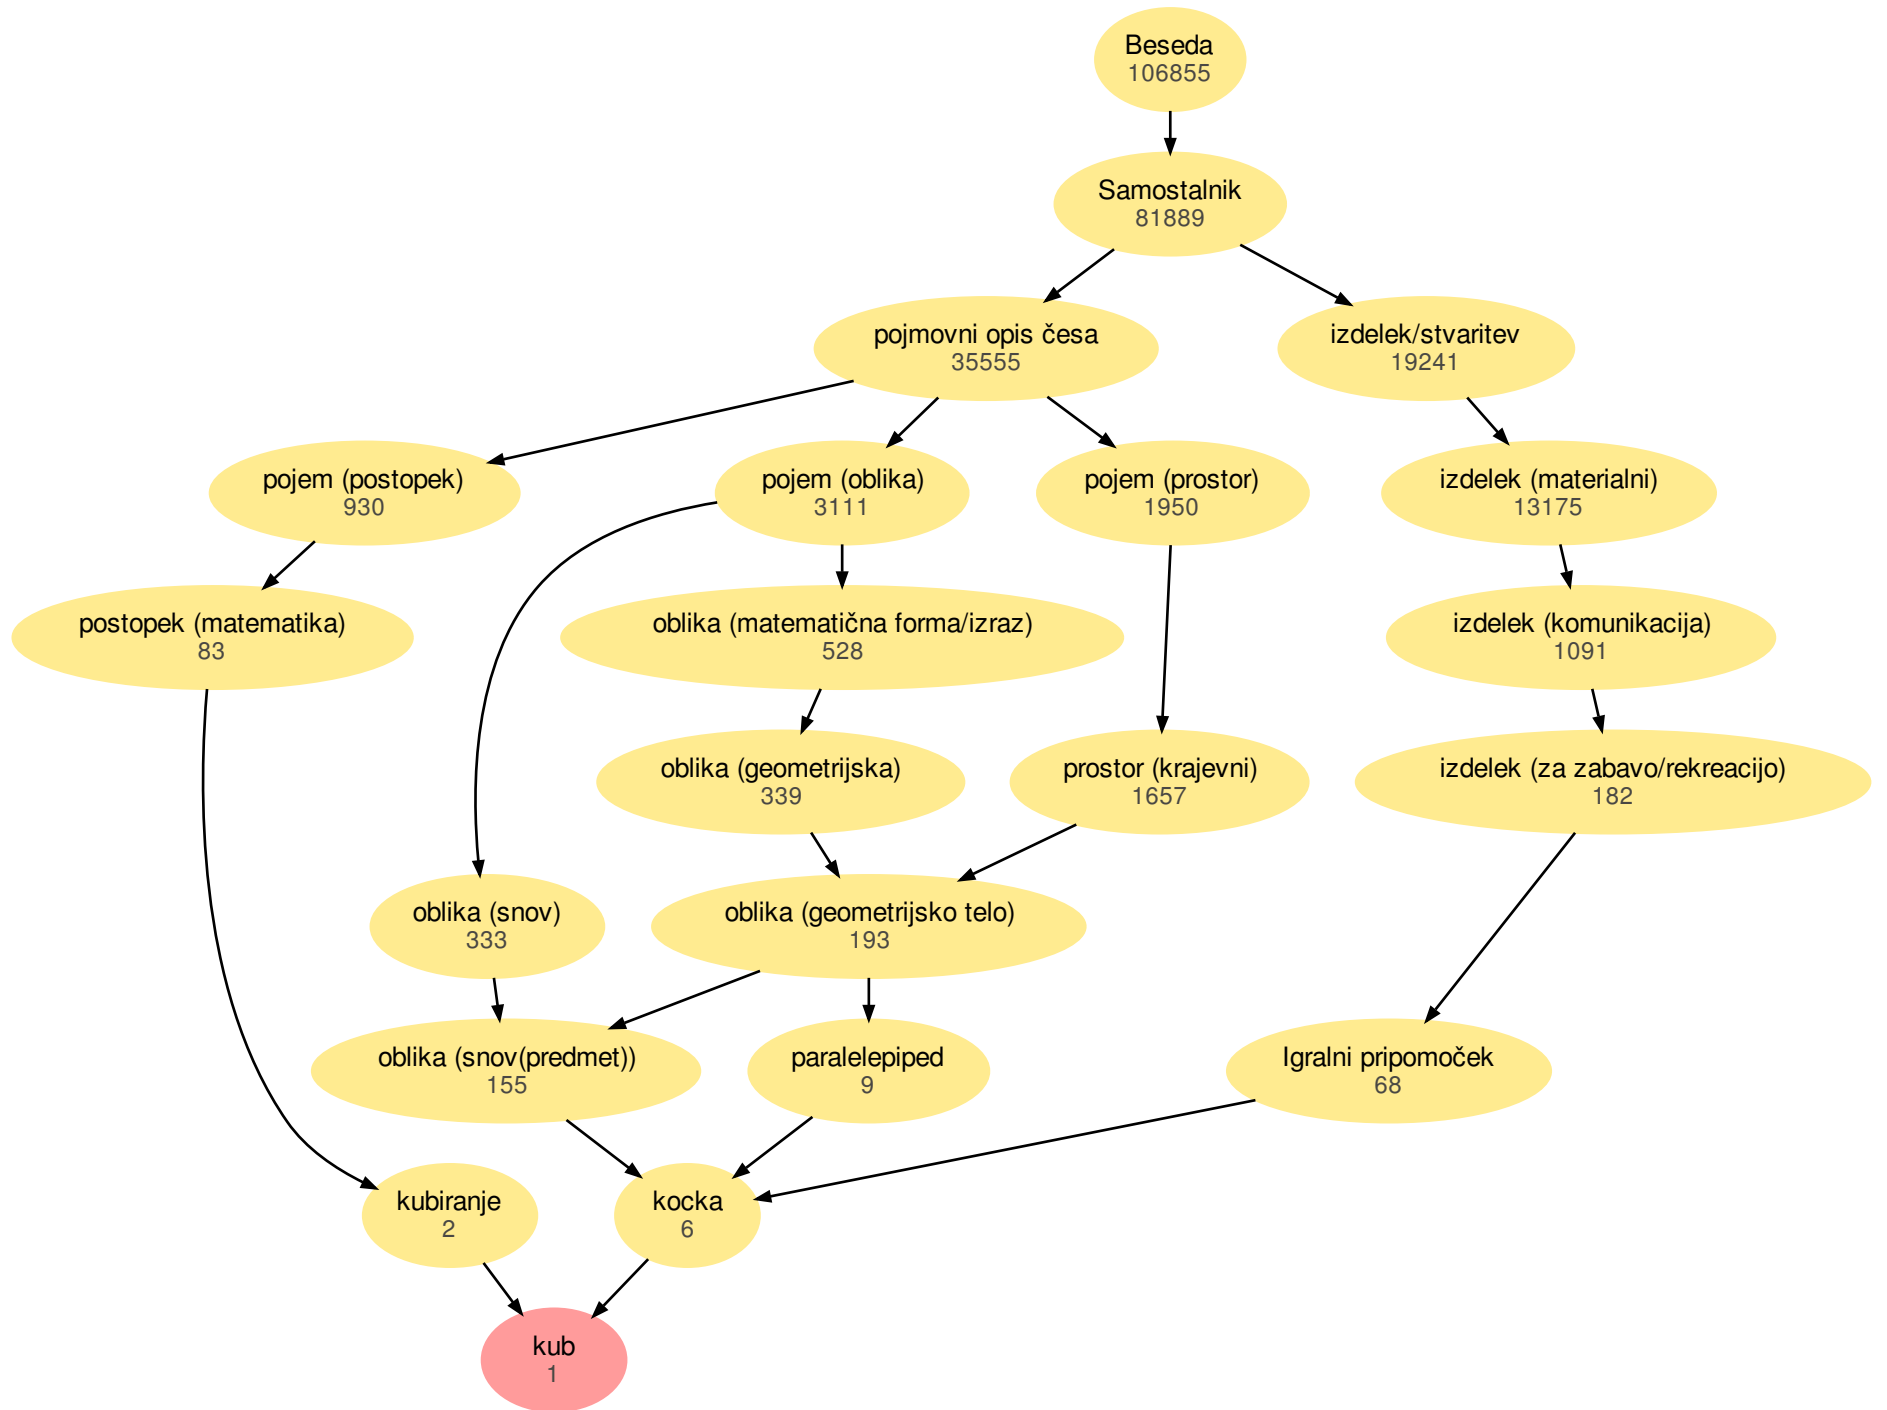 Beseda
106855
Samostalnik
81889
pojmovni opis česa
35555
izdelek/stvaritev
19241
pojem (postopek)
930
pojem (oblika)
3111
pojem (prostor)
1950
izdelek (materialni)
13175
postopek (matematika)
83
oblika (matematična forma/izraz)
528
izdelek (komunikacija)
1091
oblika (geometrijska)
339
prostor (krajevni)
1657
izdelek (za zabavo/rekreacijo)
182
oblika (snov)
333
oblika (geometrijsko telo)
193
oblika (snov(predmet))
155
paralelepiped
9
Igralni pripomoček
68
kubiranje
2
kocka
6
kub
1